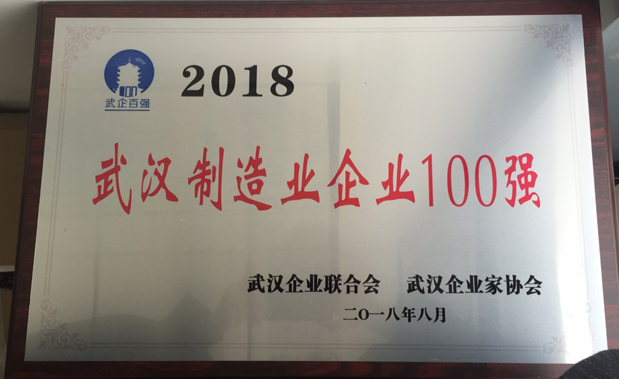 武企百强
2018
武汉制造业企业100强
武汉企业联合会 武汉企业家协会
二〇一八年八月